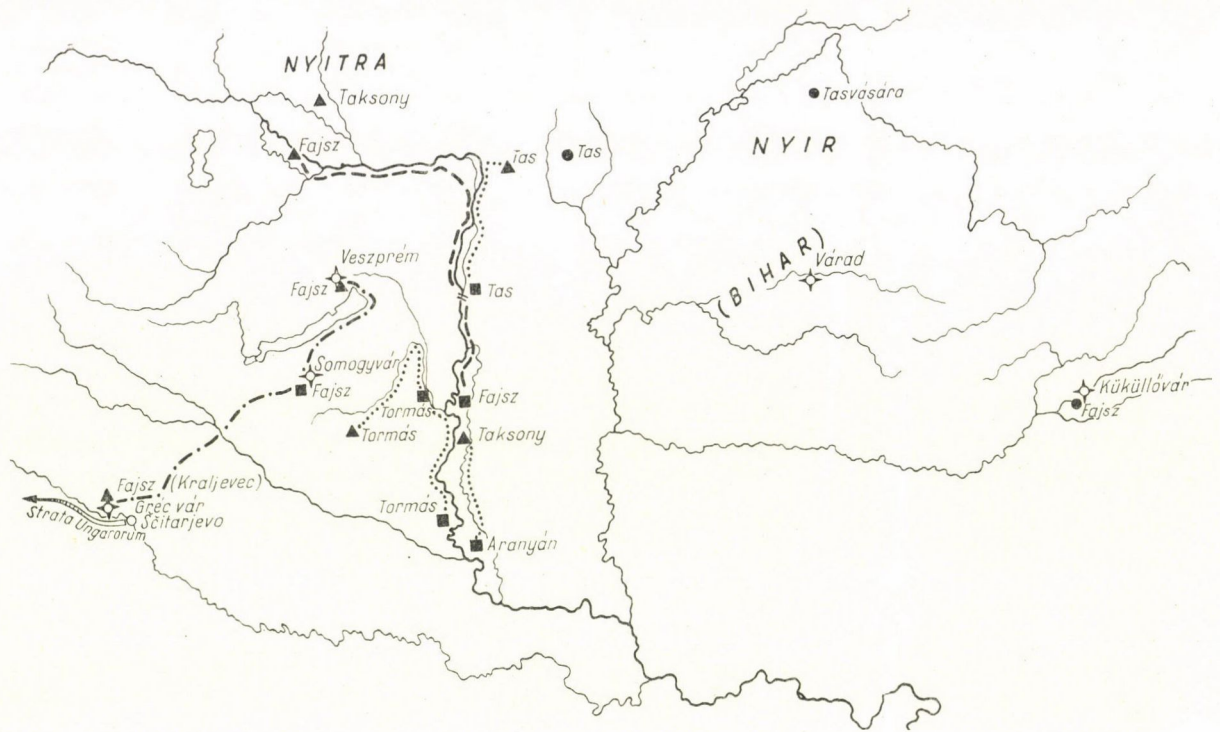 NYITRA
Taksony
Tasvására
Fajsz
Tas
Tas
NYIR
Veszprém
Fajsz
Tas
(BIHAR)
Várad
Somogyvár
Fajsz
Tormás
Fajsz
Küküllővár
Fajsz
Tormás
Taksony
Fajsz (Kraljevec)
Grec vár
Ščitarjevo
Strata Ungarorum
Tormás
Aranyán